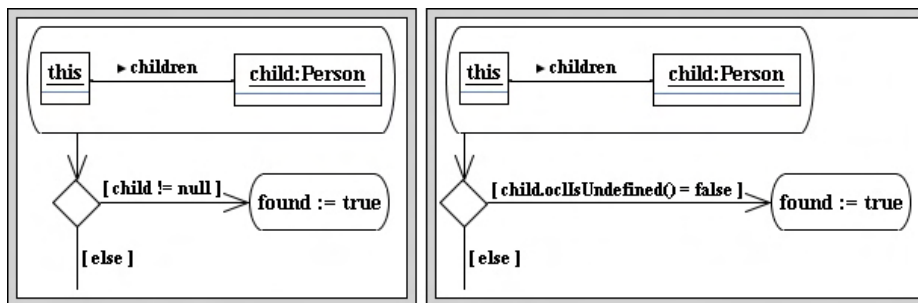 this
▸ children
child:Person
[ child != null ]
found := true
[ else ]
this
▸ children
child:Person
[ child.oclIsUndefined() = false ]
found := true
[ else ]